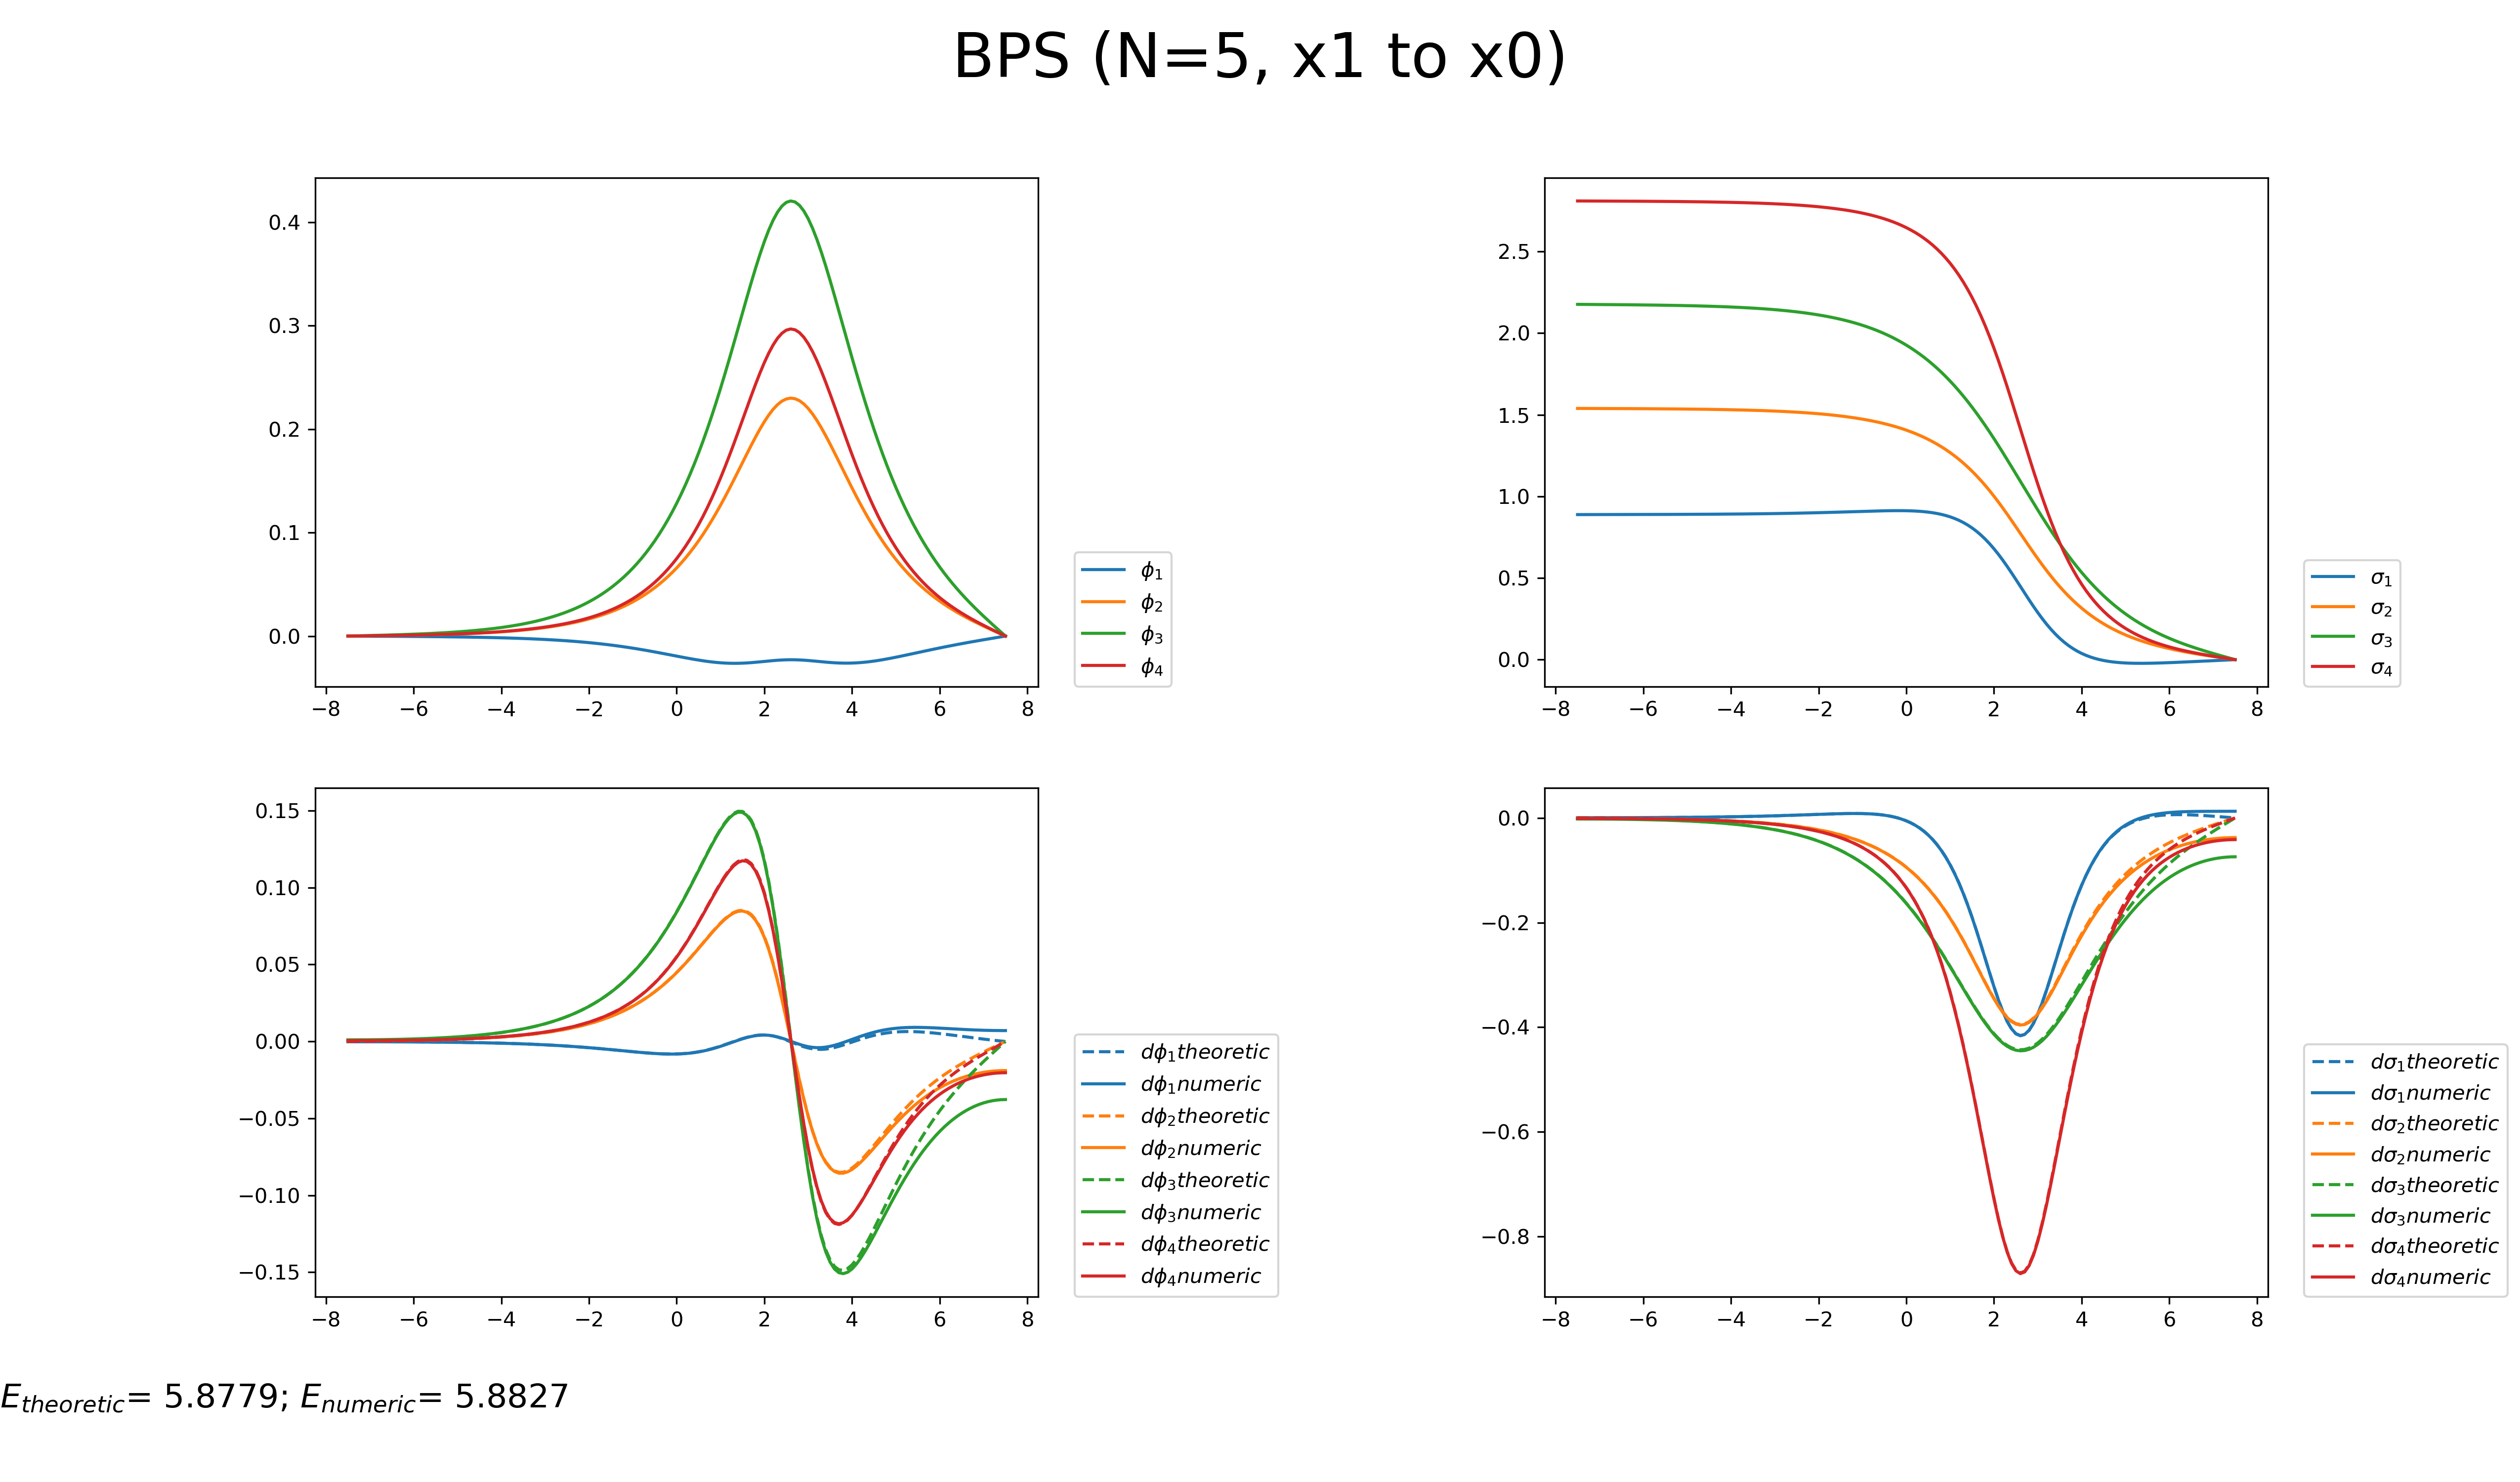 BPS (N=5, x1 to x0)
0.4
0.3
0.2
0.1
0.0
−8 −6 −4 −2 0 2 4 6 8
ϕ₁
ϕ₂
ϕ₃
ϕ₄
2.5
2.0
1.5
1.0
0.5
0.0
−8 −6 −4 −2 0 2 4 6 8
σ₁
σ₂
σ₃
σ₄
0.15
0.10
0.05
0.00
−0.05
−0.10
−0.15
−8 −6 −4 −2 0 2 4 6 8
dϕ₁theoretic
dϕ₁numeric
dϕ₂theoretic
dϕ₂numeric
dϕ₃theoretic
dϕ₃numeric
dϕ₄theoretic
dϕ₄numeric
0.0
−0.2
−0.4
−0.6
−0.8
−8 −6 −4 −2 0 2 4 6 8
dσ₁theoretic
dσ₁numeric
dσ₂theoretic
dσ₂numeric
dσ₃theoretic
dσ₃numeric
dσ₄theoretic
dσ₄numeric
E_theoretic= 5.8779; E_numeric= 5.8827